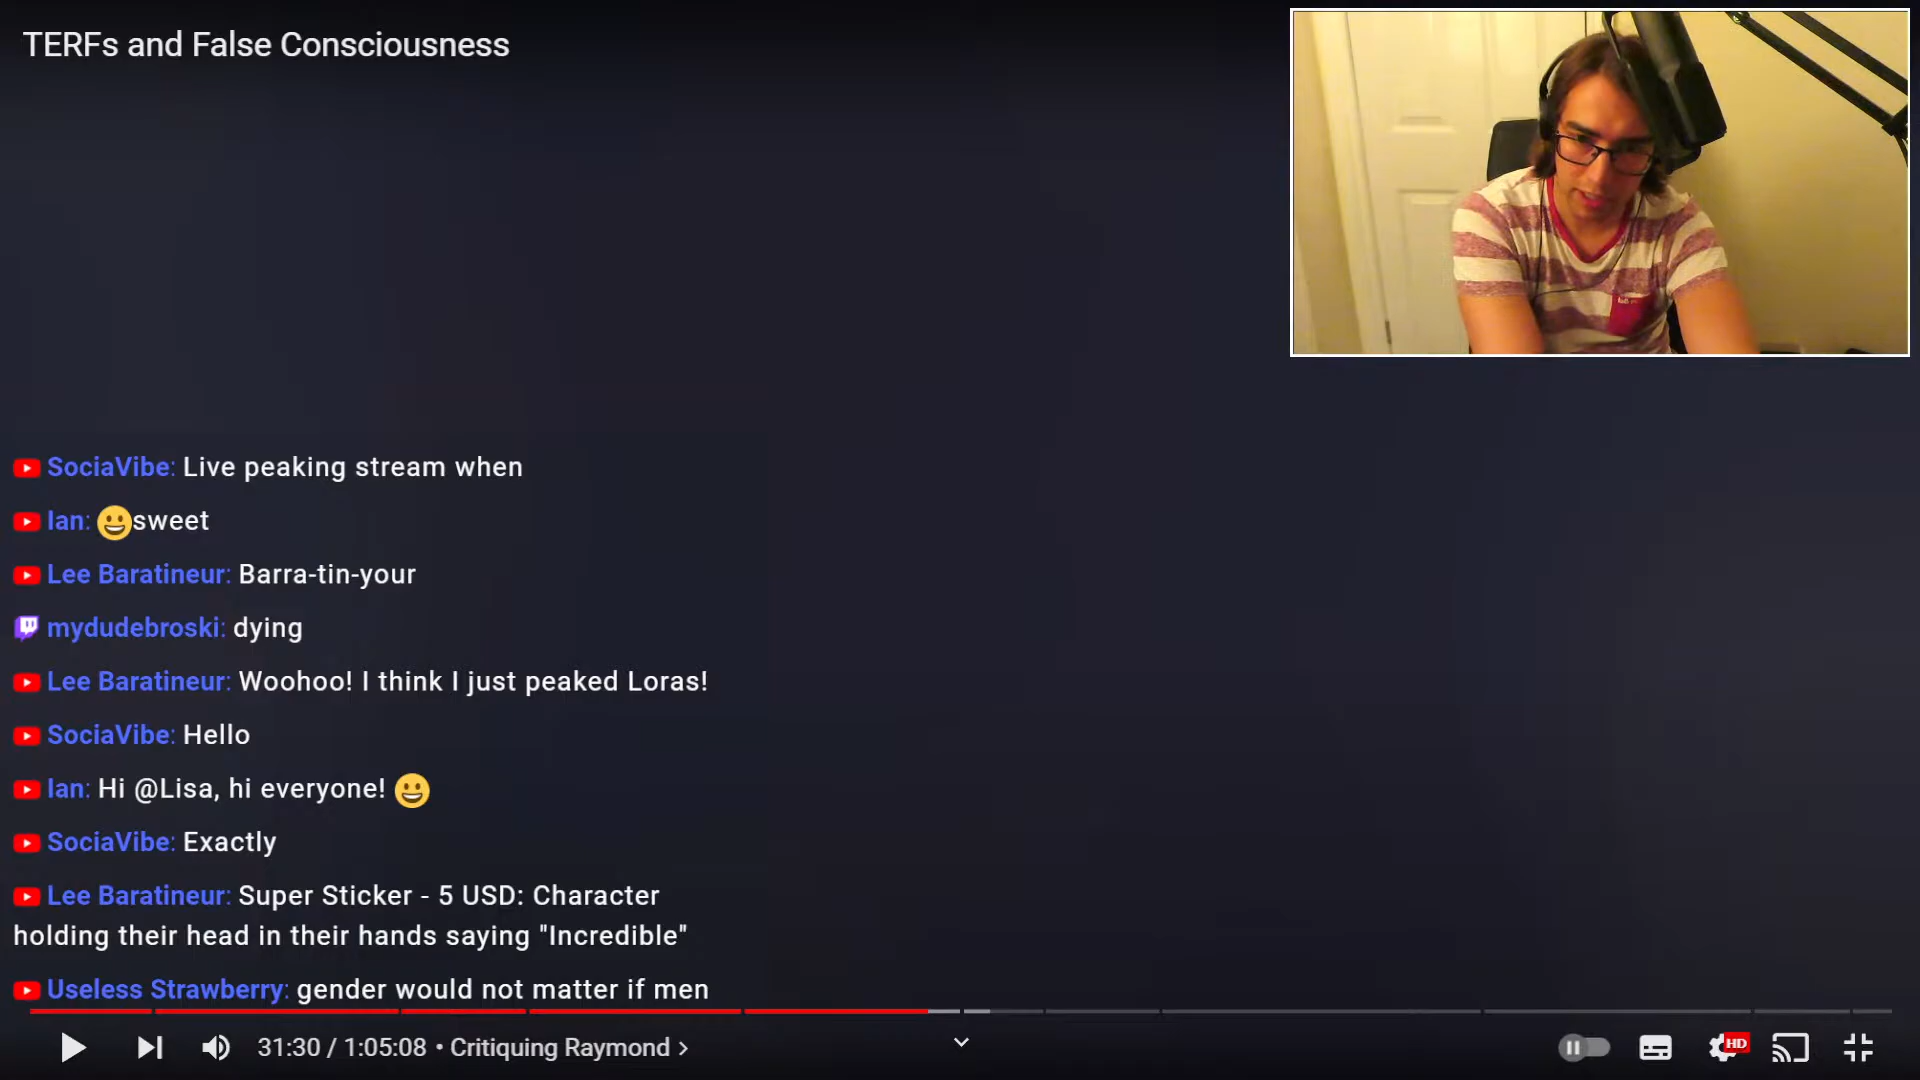 TERFs and False Consciousness
SociaVibe: Live peaking stream when
Ian: 😀sweet
Lee Baratineur: Barra-tin-your
mydudebroski: dying
Lee Baratineur: Woohoo! I think I just peaked Loras!
SociaVibe: Hello
Ian: Hi @Lisa, hi everyone! 😀
SociaVibe: Exactly
Lee Baratineur: Super Sticker - 5 USD: Character
holding their head in their hands saying "Incredible"
Useless Strawberry: gender would not matter if men
31:30 / 1:05:08 • Critiquing Raymond >
HD